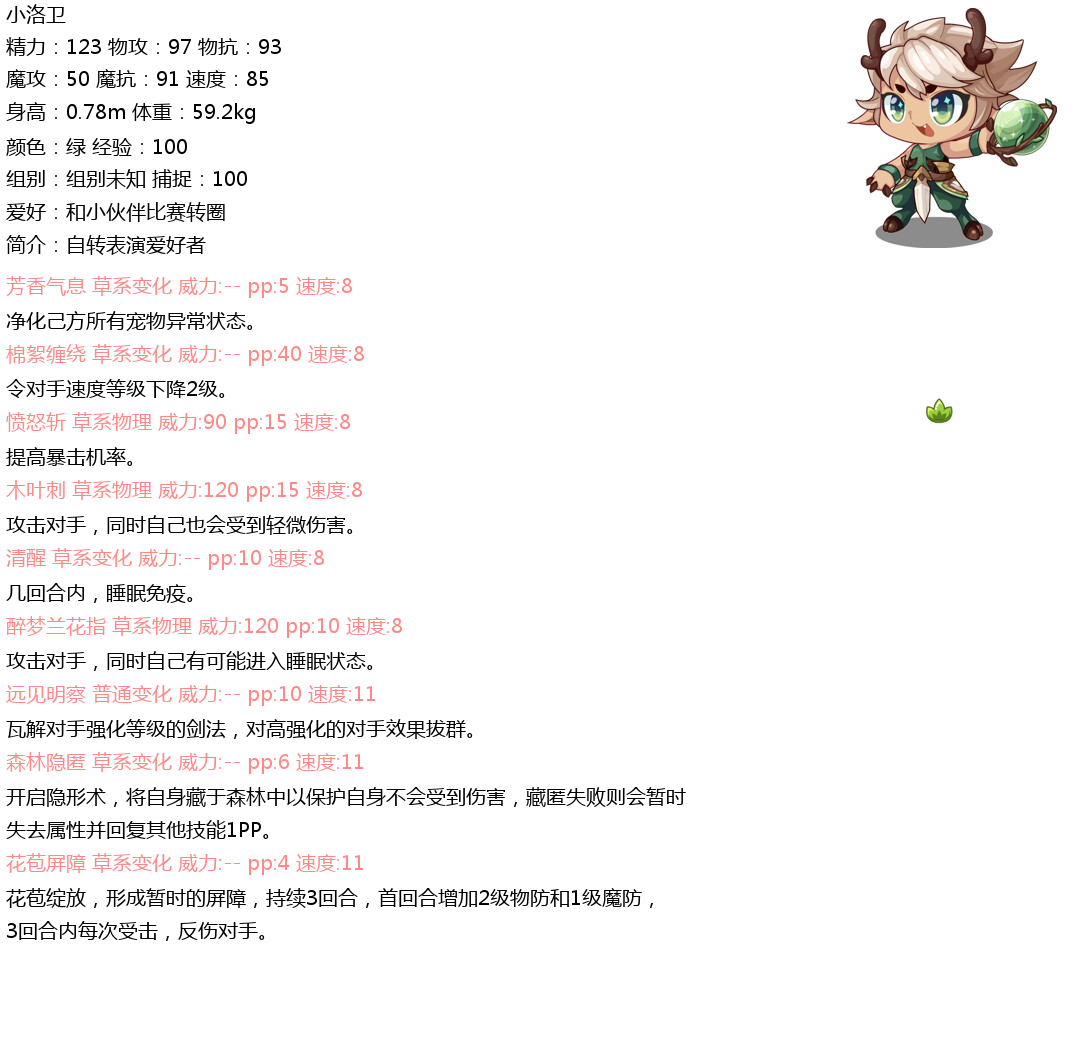 小洛卫
精力：123 物攻：97 物抗：93
魔攻：50 魔抗：91 速度：85
身高：0.78m 体重：59.2kg
颜色：绿 经验：100
组别：组别未知 捕捉：100
爱好：和小伙伴比赛转圈
简介：自转表演爱好者
芳香气息 草系变化 威力:-- pp:5 速度:8
净化己方所有宠物异常状态。
棉絮缠绕 草系变化 威力:-- pp:40 速度:8
令对手速度等级下降2级。
愤怒斩 草系物理 威力:90 pp:15 速度:8
提高暴击机率。
木叶刺 草系物理 威力:120 pp:15 速度:8
攻击对手，同时自己也会受到轻微伤害。
清醒 草系变化 威力:-- pp:10 速度:8
几回合内，睡眠免疫。
醉梦兰花指 草系物理 威力:120 pp:10 速度:8
攻击对手，同时自己有可能进入睡眠状态。
远见明察 普通变化 威力:-- pp:10 速度:11
瓦解对手强化等级的剑法，对高强化的对手效果拔群。
森林隐匿 草系变化 威力:-- pp:6 速度:11
开启隐形术，将自身藏于森林中以保护自身不会受到伤害，藏匿失败则会暂时
失去属性并回复其他技能1PP。
花苞屏障 草系变化 威力:-- pp:4 速度:11
花苞绽放，形成暂时的屏障，持续3回合，首回合增加2级物防和1级魔防，
3回合内每次受击，反伤对手。